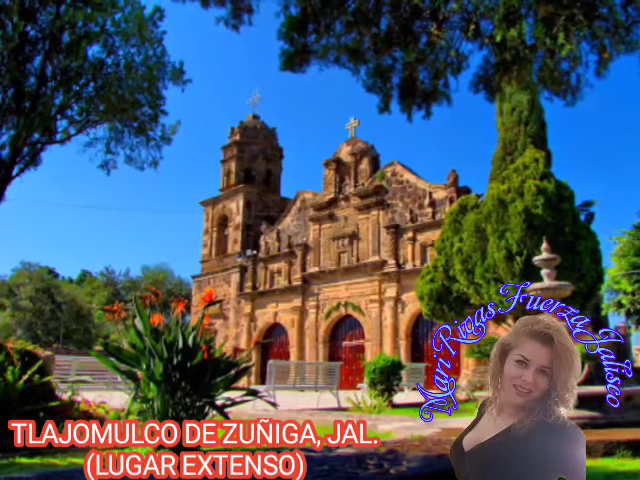 Mari Rivas Fuerza Jalisco
TLAJOMULCO DE ZUÑIGA, JAL.
(LUGAR EXTENSO)